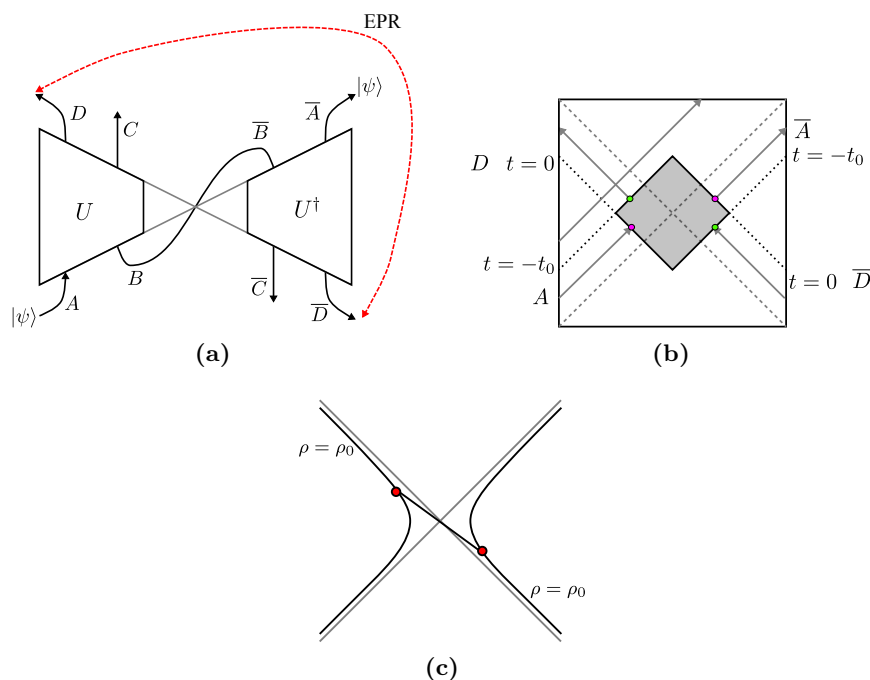 EPR
|ψ⟩
D
C
B̅
A̅
U
U†
B
C̅
D̅
|ψ⟩
A
(a)
A̅
D t = 0
t = −t₀
t = −t₀
A
t = 0 D̅
(b)
ρ = ρ₀
ρ = ρ₀
(c)